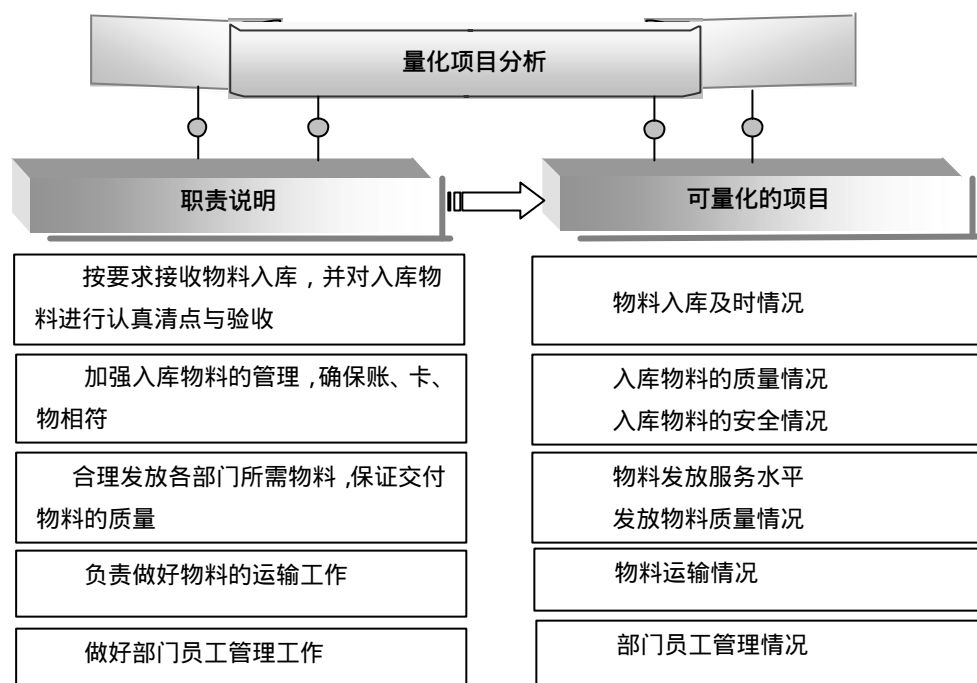 量化项目分析
职责说明
可量化的项目
按要求接收物料入库，并对入库物
料进行认真清点与验收
物料入库及时情况
加强入库物料的管理，确保账、卡、
物相符
入库物料的质量情况
入库物料的安全情况
合理发放各部门所需物料，保证交付
物料的质量
物料发放服务水平
发放物料质量情况
负责做好物料的运输工作
物料运输情况
做好部门员工管理工作
部门员工管理情况